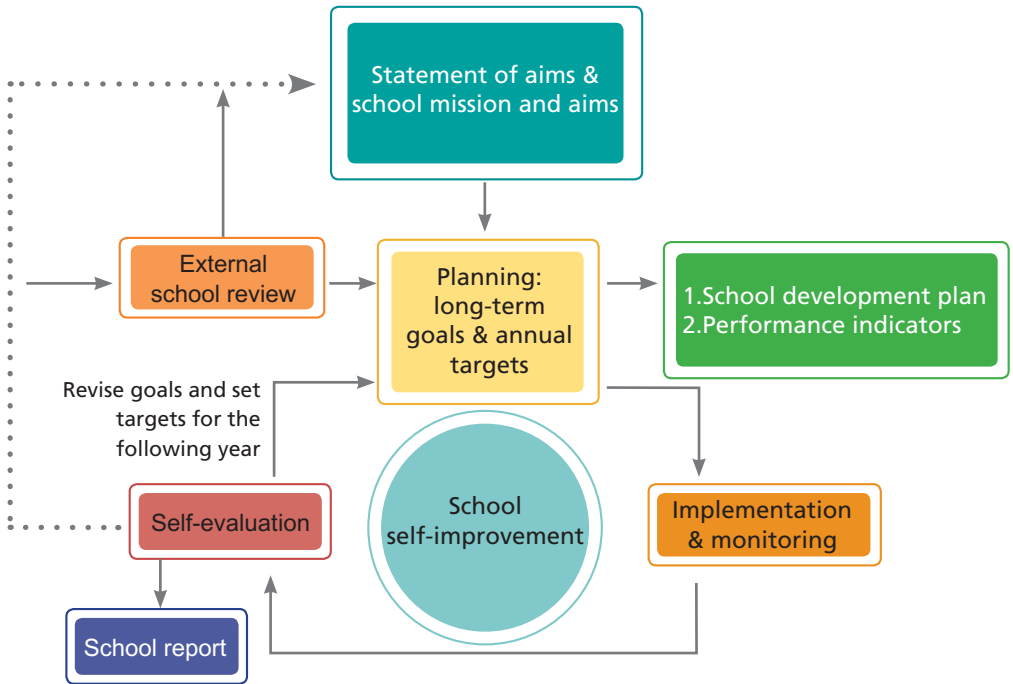 Statement of aims &
school mission and aims
External
school review
Planning:
long-term
goals & annual
targets
1.School development plan
2.Performance indicators
Revise goals and set
targets for the
following year
Self-evaluation
School
self-improvement
Implementation
& monitoring
School report